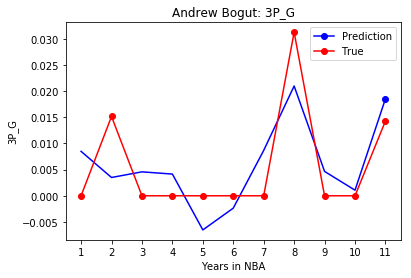 Andrew Bogut: 3P_G
Prediction
True
0.030
0.025
0.020
0.015
0.010
0.005
0.000
−0.005
3P_G
1 2 3 4 5 6 7 8 9 10 11
Years in NBA